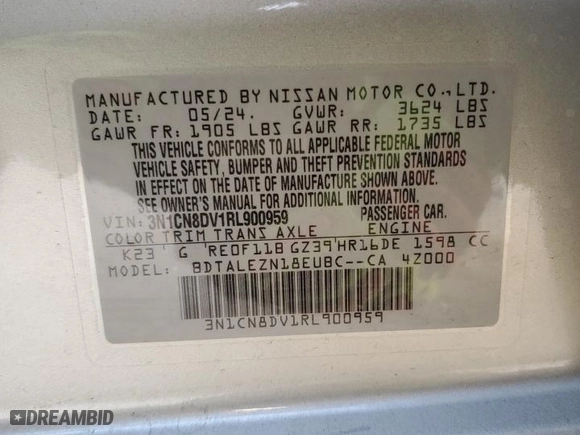 MANUFACTURED BY NISSAN MOTOR CO.,LTD.
DATE: 05/24. GVWR: 3624 LBS
GAWR FR: 1905 LBS GAWR RR: 1735 LBS
THIS VEHICLE CONFORMS TO ALL APPLICABLE FEDERAL MOTOR
VEHICLE SAFETY, BUMPER AND THEFT PREVENTION STANDARDS
IN EFFECT ON THE DATE OF MANUFACTURE SHOWN ABOVE.
SEE OWNER'S MANUAL FOR ADDITIONAL INFORMATION.
VIN: 3N1CN8DV1RL900959 PASSENGER CAR.
COLOR TRIM TRANS AXLE ENGINE
K23 G RE0F11B GZ39 HR16DE 1598 CC
MODEL: BDTALEZN18EUBC--CA 4Z000
3N1CN8DV1RL900959
DREAMBID